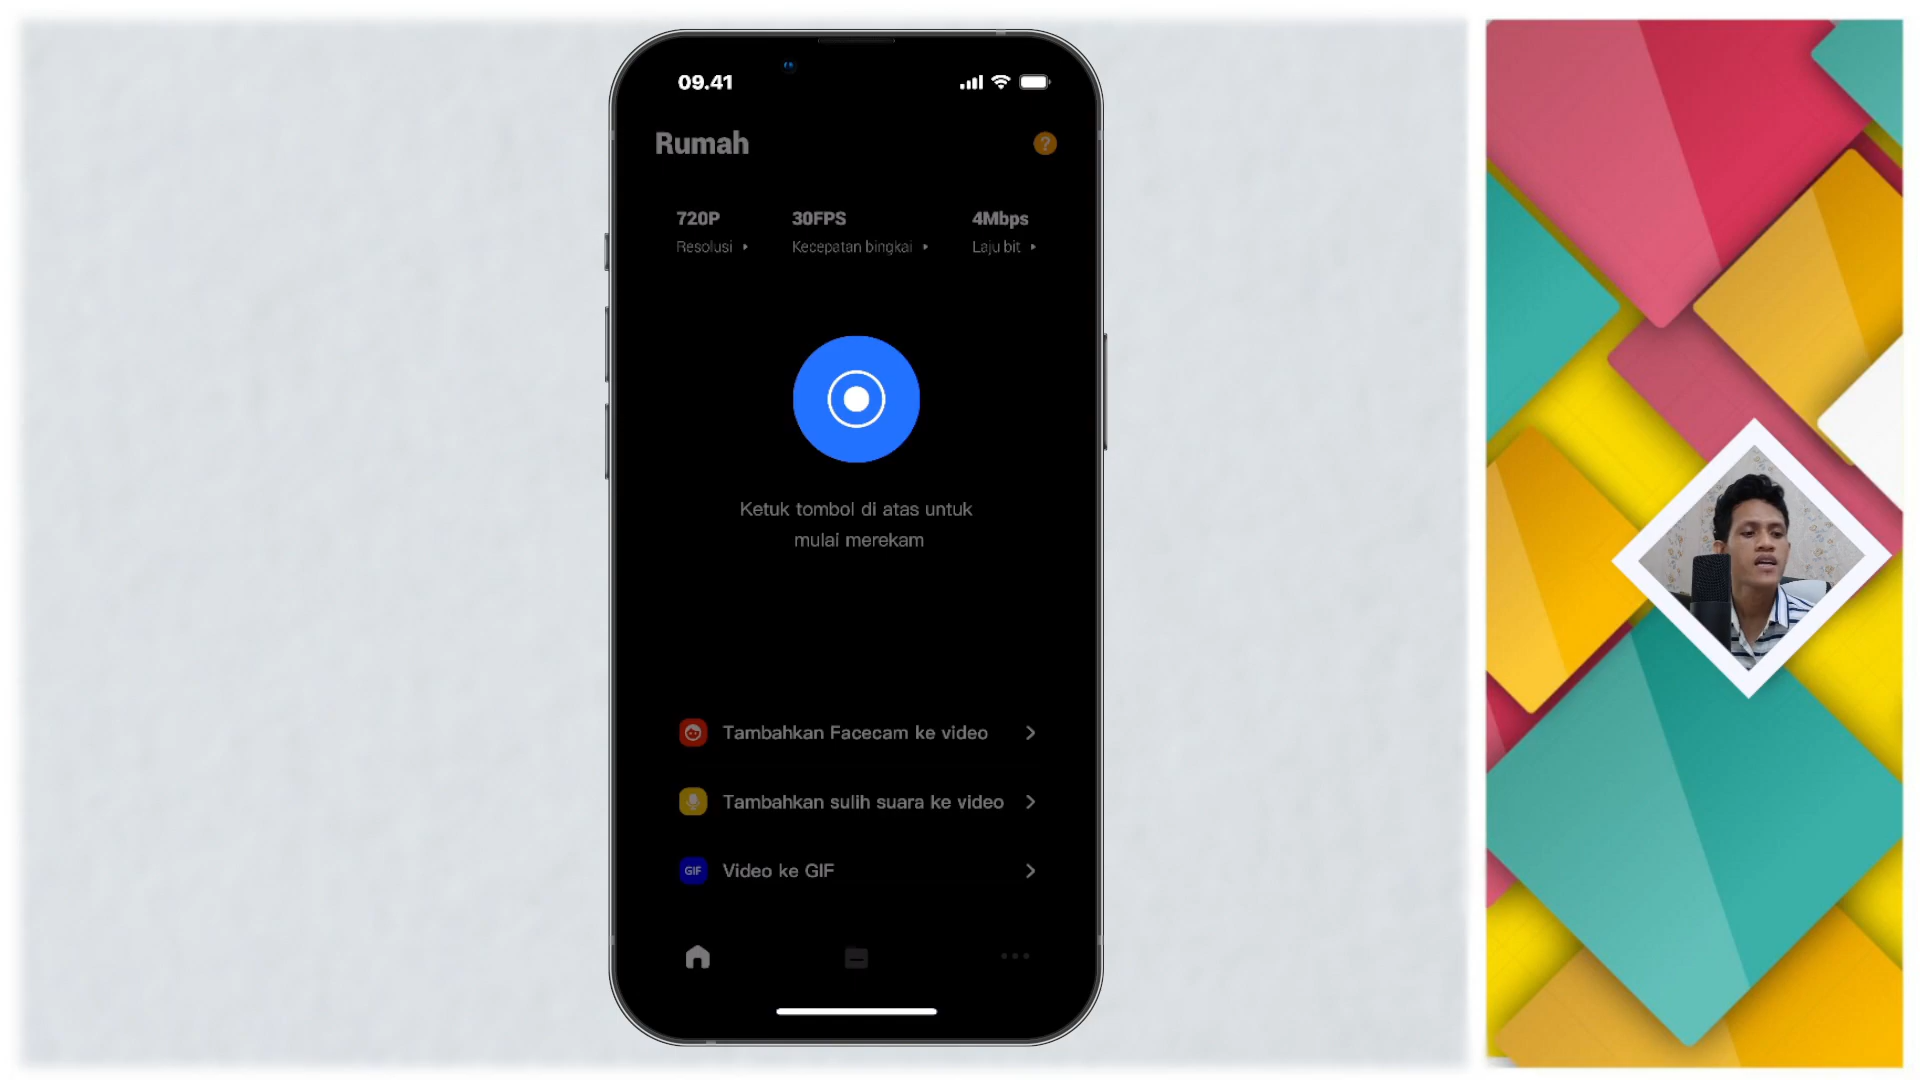 09.41
Rumah
?
720P
30FPS
4Mbps
Resolusi
Kecepatan bingkai
Laju bit
Ketuk tombol di atas untuk
mulai merekam
Tambahkan Facecam ke video
Tambahkan sulih suara ke video
GIF
Video ke GIF